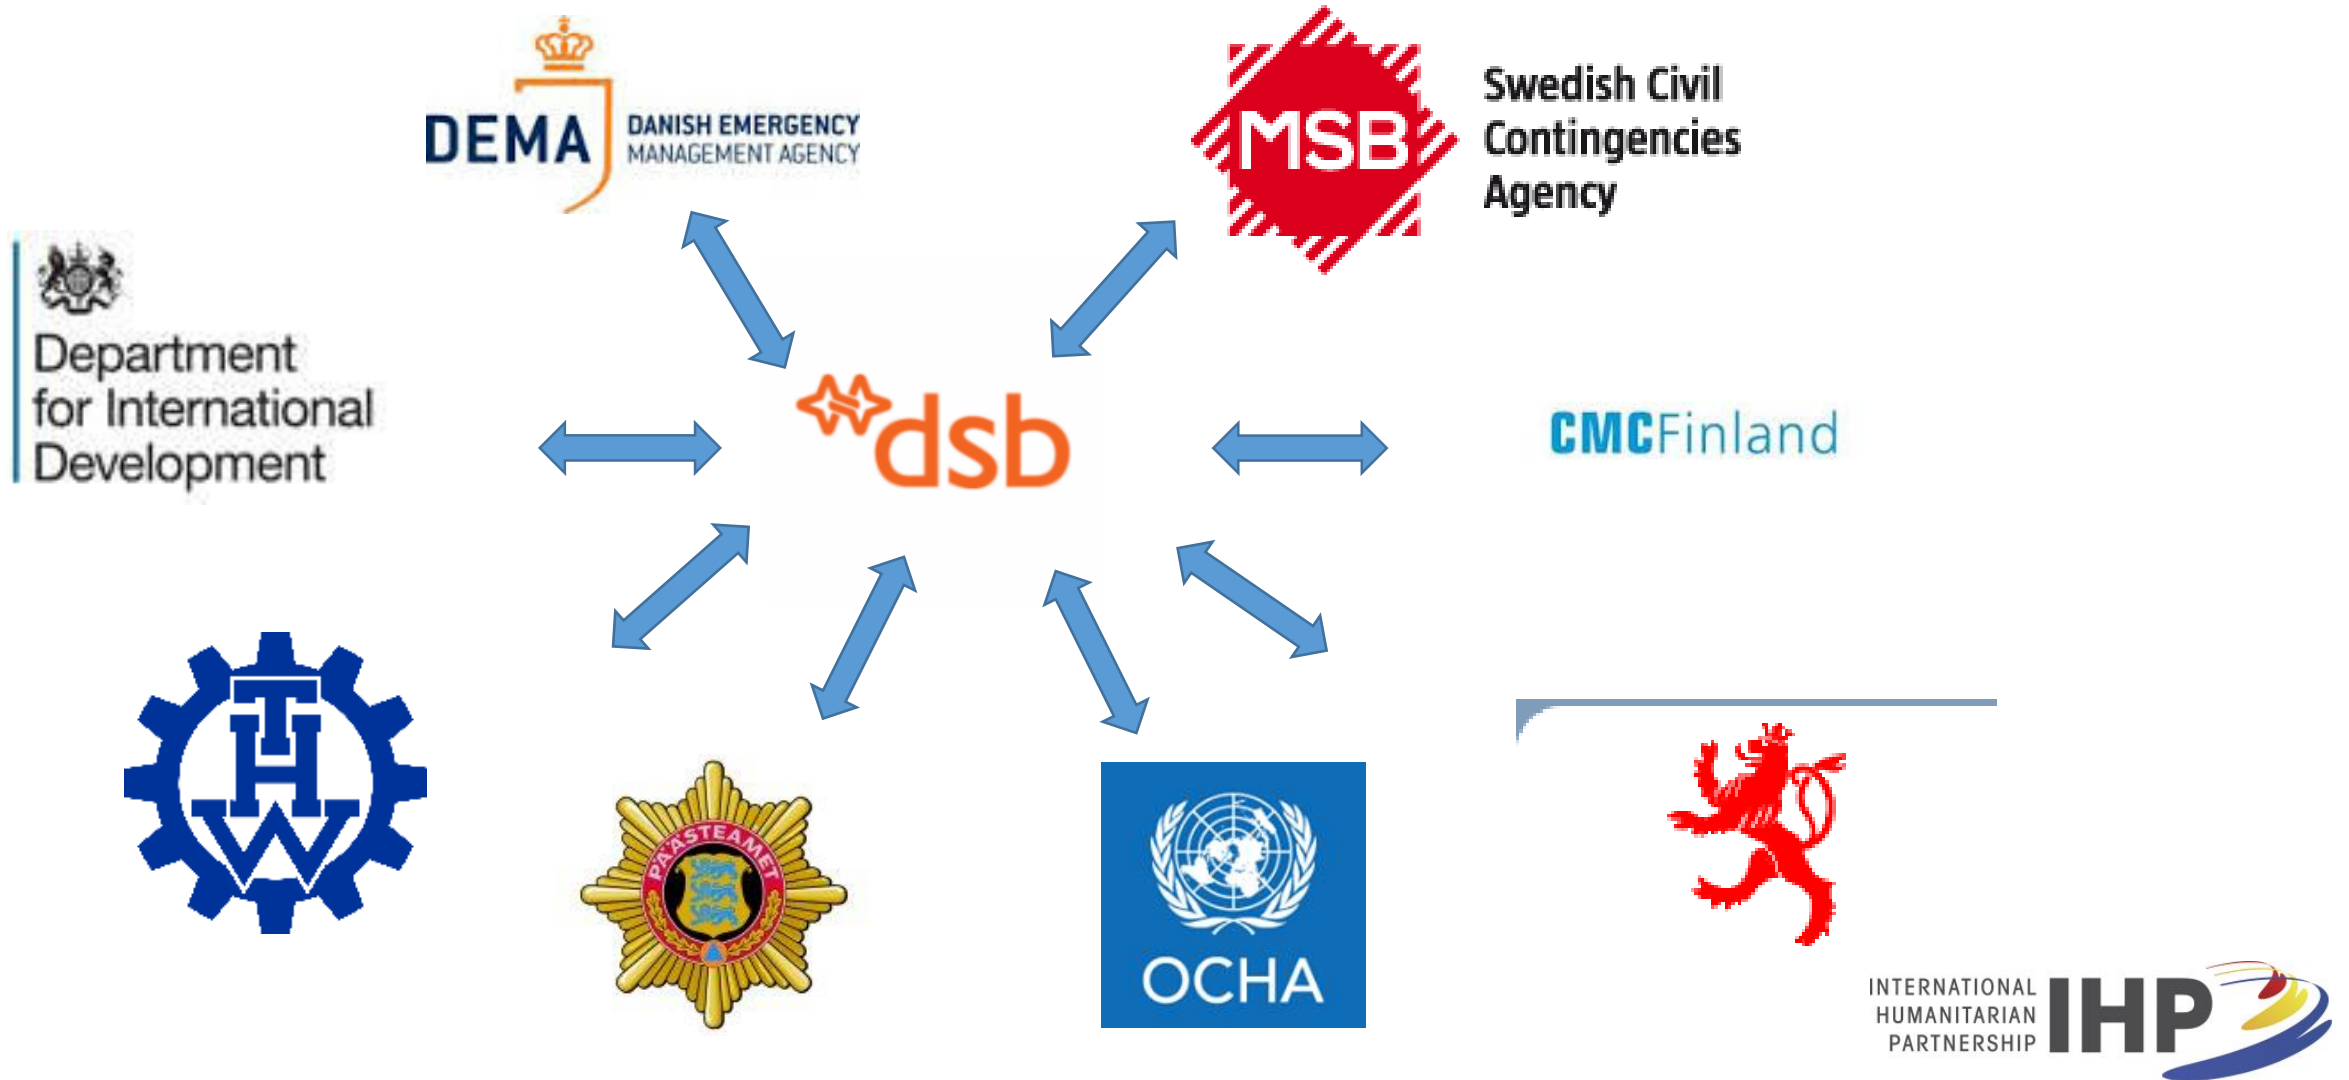 DEMA
DANISH EMERGENCY
MANAGEMENT AGENCY
MSB
Swedish Civil
Contingencies
Agency
Department
for International
Development
dsb
CMCFinland
THW
PÄÄSTEAMET
OCHA
INTERNATIONAL
HUMANITARIAN
PARTNERSHIP
IHP